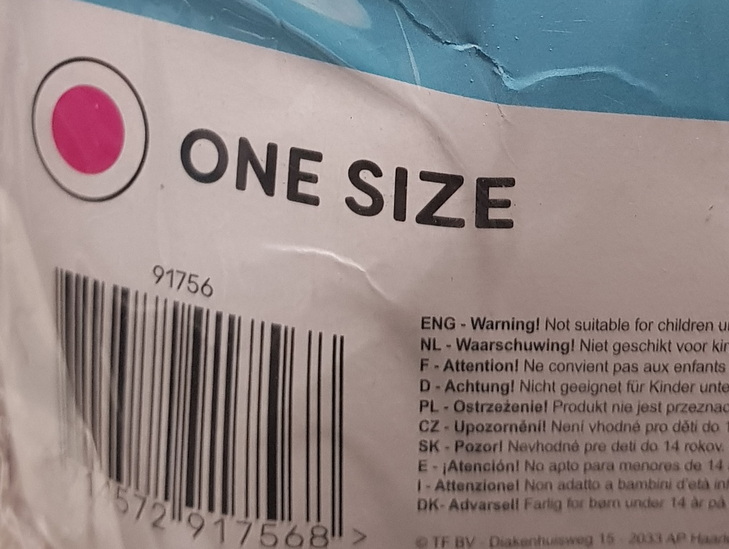 ONE SIZE
91756
ENG - Warning! Not suitable for children
NL - Waarschuwing! Niet geschikt voor
F - Attention! Ne convient pas aux enfants
D - Achtung! Nicht geeignet für Kinder
PL - Ostrzeżenie! Produkt nie jest
CZ - Upozornění! Není vhodné pro děti do
SK - Pozor! Nevhodné pre deti do 14 rokov.
E - ¡Atención! No apto para menores de 14
I - Attenzione! Non adatto a bambini d'età
DK- Advarsel! Farlig for børn under 14 år på
572 917568 >
© TF BV - Diakenhuisweg 15 - 2033 AP